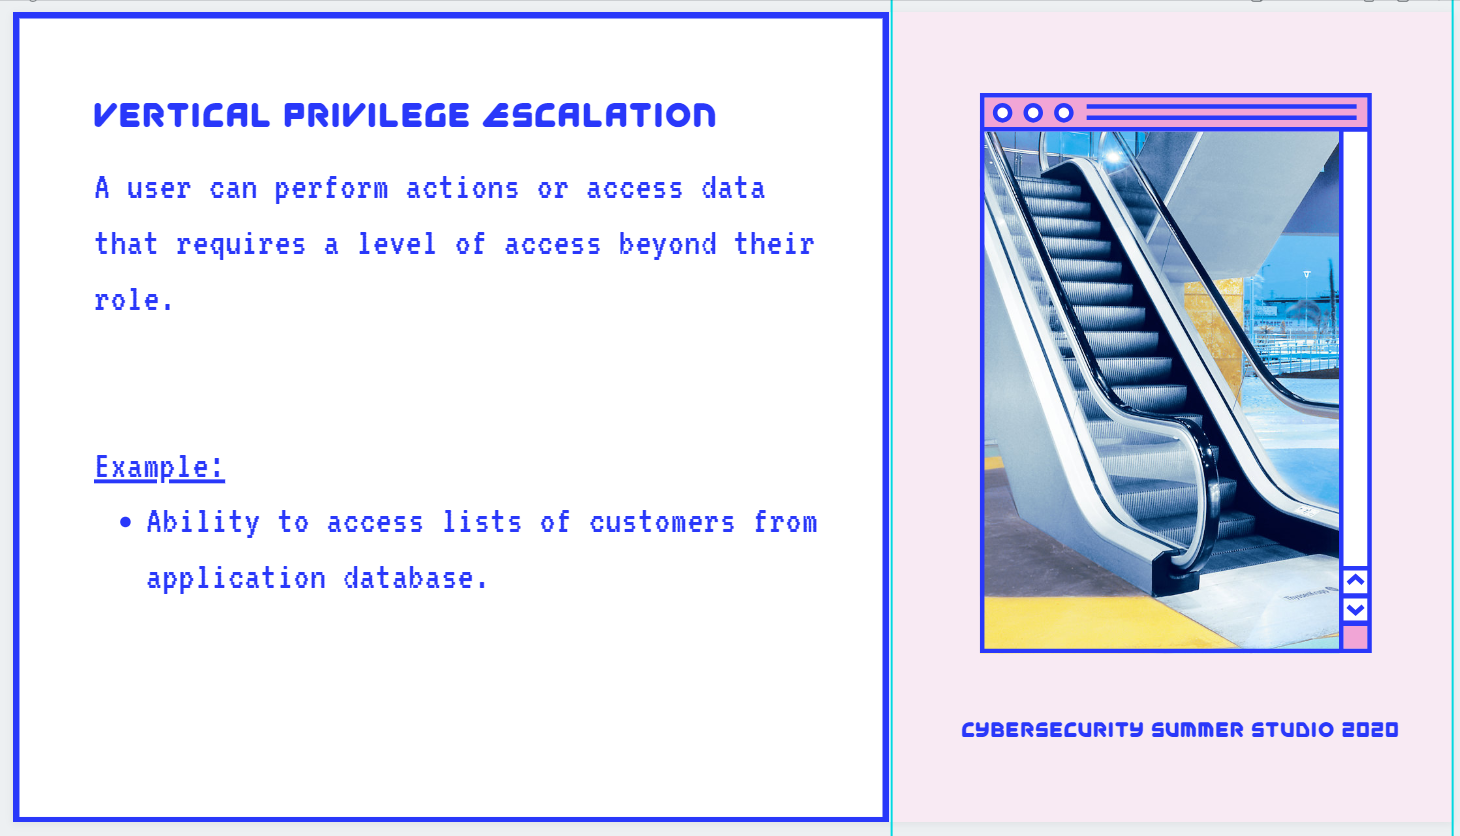 VERTICAL PRIVILEGE ESCALATION
A user can perform actions or access data
that requires a level of access beyond their
role.
Example:
• Ability to access lists of customers from
application database.
CYBERSECURITY SUMMER STUDIO 2020